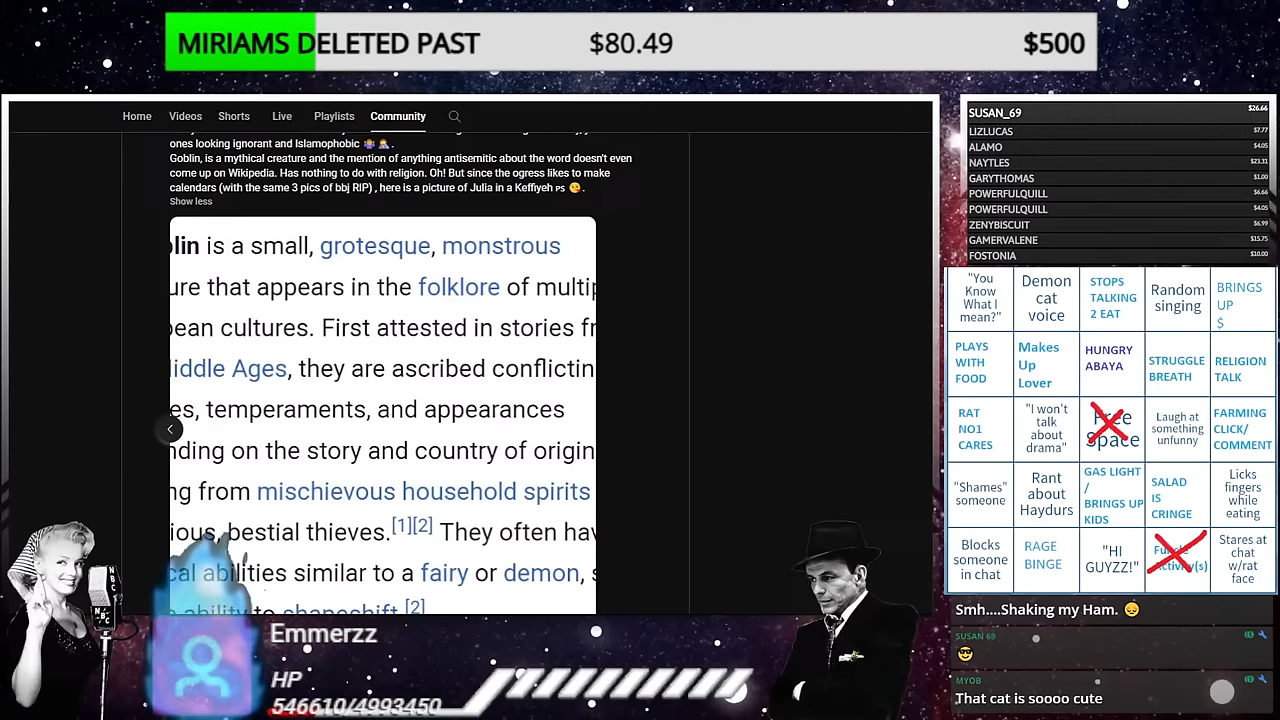 MIRIAMS DELETED PAST $80.49 $500
Home Videos Shorts Live Playlists Community
ones looking ignorant and Islamophobic 🤷‍♀️ 🤦‍♀️.
Goblin, is a mythical creature and the mention of anything antisemitic about the word doesn't even
come up on Wikipedia. Has nothing to do with religion. Oh! But since the ogress likes to make
calendars (with the same 3 pics of bbj RIP) , here is a picture of Julia in a Keffiyeh PS 😘.
Show less
blin is a small, grotesque, monstrous
ure that appears in the folklore of multip
pean cultures. First attested in stories fr
iddle Ages, they are ascribed conflictin
es, temperaments, and appearances
nding on the story and country of origin
ng from mischievous household spirits
ious, bestial thieves.[1][2] They often hav
cal abilities similar to a fairy or demon, s
ability to shapeshift.[2]
NBC
NBC
Emmerzz
HP
546610/4993450
SUSAN_69 $26.66
LIZLUCAS $7.77
ALAMO $4.05
NAYTLES $23.31
GARYTHOMAS $1.00
POWERFULQUILL $6.66
POWERFULQUILL $4.05
ZENYBISCUIT $6.99
GAMERVALENE $15.75
FOSTONIA $10.00
"You
Know
What I
mean?"
Demon
cat
voice
STOPS
TALKING
2 EAT
Random
singing
BRINGS
UP
$
PLAYS
WITH
FOOD
Makes
Up
Lover
HUNGRY
ABAYA
STRUGGLE
BREATH
RELIGION
TALK
RAT
NO1
CARES
"I won't
talk
about
drama"
Free
Space
Laugh at
something
unfunny
FARMING
CLICK/
COMMENT
"Shames"
someone
Rant
about
Haydurs
GAS LIGHT
/
BRINGS UP
KIDS
SALAD
IS
CRINGE
Licks
fingers
while
eating
Blocks
someone
in chat
RAGE
BINGE
"HI
GUYZZ!"
Stares at
chat
w/rat
face
Smh....Shaking my Ham. 😔
SUSAN 69
😎
MYOB
That cat is soooo cute